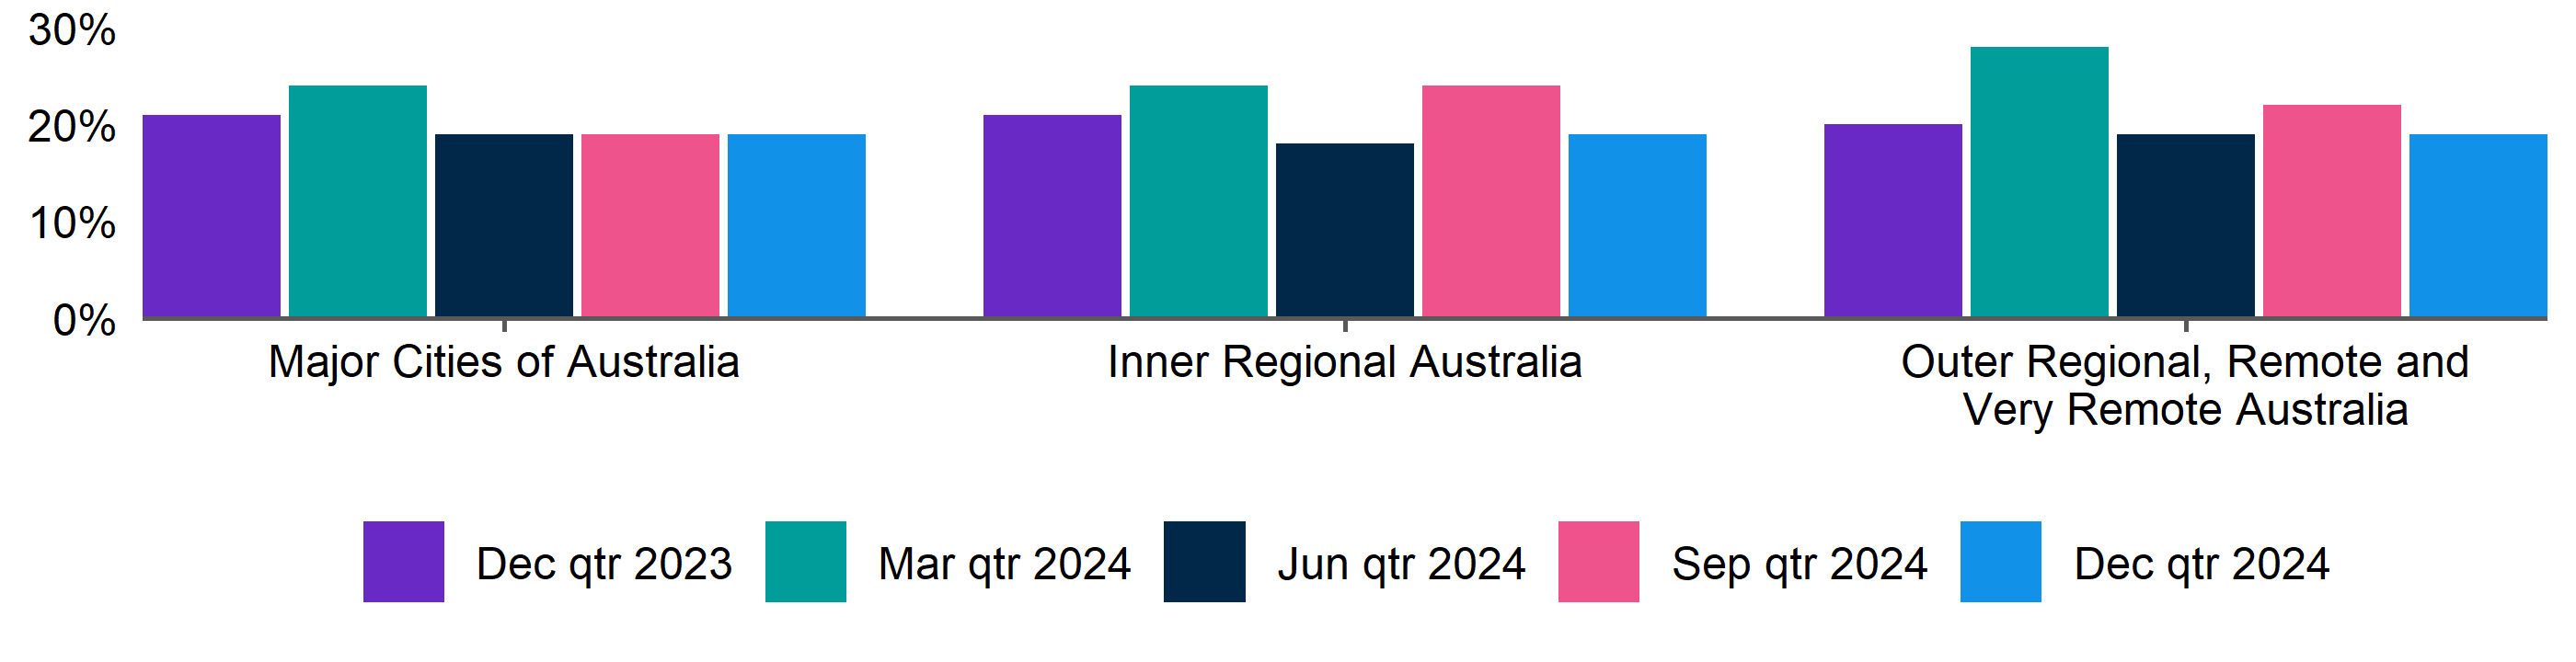 30%
20%
10%
0%
Major Cities of Australia
Inner Regional Australia
Outer Regional, Remote and
Very Remote Australia
Dec qtr 2023
Mar qtr 2024
Jun qtr 2024
Sep qtr 2024
Dec qtr 2024